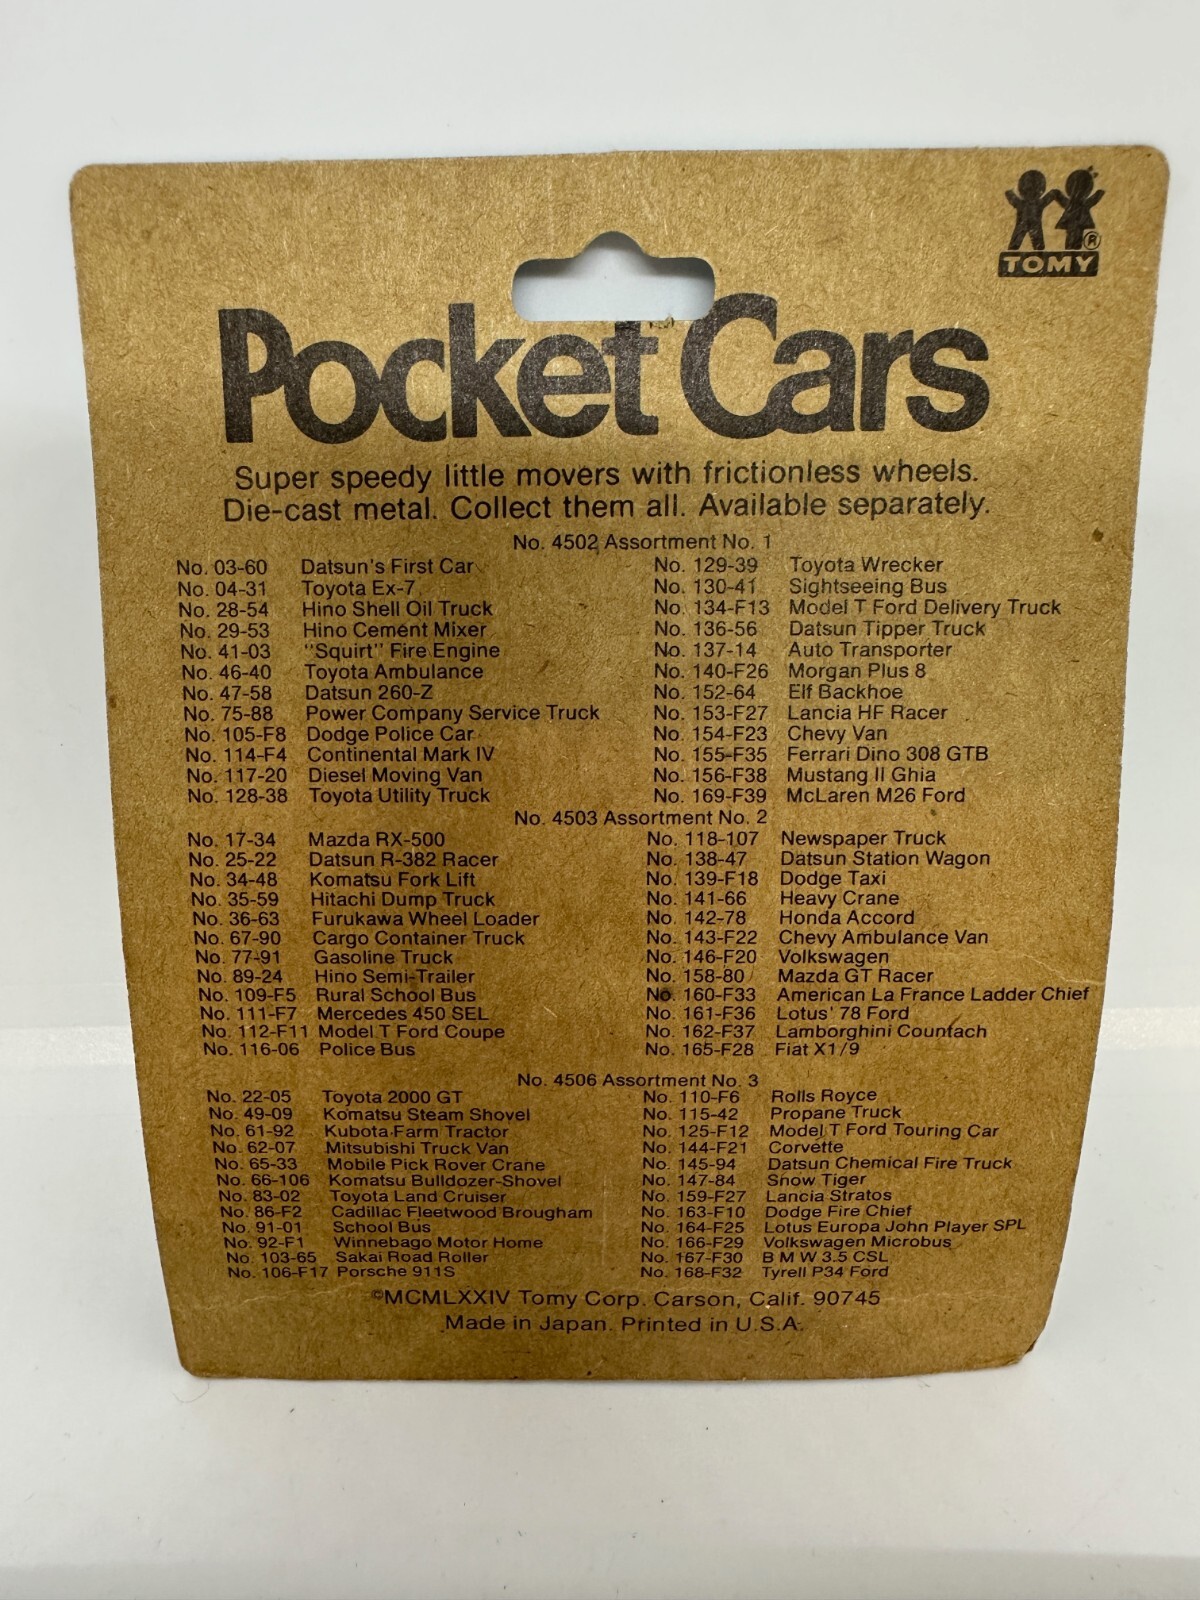 TOMY®
Pocket Cars
Super speedy little movers with frictionless wheels.
Die-cast metal. Collect them all. Available separately.
No. 4502 Assortment No. 1
No. 03-60 Datsun's First Car
No. 04-31 Toyota Ex-7
No. 28-54 Hino Shell Oil Truck
No. 29-53 Hino Cement Mixer
No. 41-03 "Squirt" Fire Engine
No. 46-40 Toyota Ambulance
No. 47-58 Datsun 260-Z
No. 75-88 Power Company Service Truck
No. 105-F8 Dodge Police Car
No. 114-F4 Continental Mark IV
No. 117-20 Diesel Moving Van
No. 128-38 Toyota Utility Truck
No. 129-39 Toyota Wrecker
No. 130-41 Sightseeing Bus
No. 134-F13 Model T Ford Delivery Truck
No. 136-56 Datsun Tipper Truck
No. 137-14 Auto Transporter
No. 140-F26 Morgan Plus 8
No. 152-64 Elf Backhoe
No. 153-F27 Lancia HF Racer
No. 154-F23 Chevy Van
No. 155-F35 Ferrari Dino 308 GTB
No. 156-F38 Mustang II Ghia
No. 169-F39 McLaren M26 Ford
No. 4503 Assortment No. 2
No. 17-34 Mazda RX-500
No. 25-22 Datsun R-382 Racer
No. 34-48 Komatsu Fork Lift
No. 35-59 Hitachi Dump Truck
No. 36-63 Furukawa Wheel Loader
No. 67-90 Cargo Container Truck
No. 77-91 Gasoline Truck
No. 89-24 Hino Semi-Trailer
No. 109-F5 Rural School Bus
No. 111-F7 Mercedes 450 SEL
No. 112-F11 Model T Ford Coupe
No. 116-06 Police Bus
No. 118-107 Newspaper Truck
No. 138-47 Datsun Station Wagon
No. 139-F18 Dodge Taxi
No. 141-66 Heavy Crane
No. 142-78 Honda Accord
No. 143-F22 Chevy Ambulance Van
No. 146-F20 Volkswagen
No. 158-80 Mazda GT Racer
No. 160-F33 American La France Ladder Chief
No. 161-F36 Lotus' 78 Ford
No. 162-F37 Lamborghini Countach
No. 165-F28 Fiat X1/9
No. 4506 Assortment No. 3
No. 22-05 Toyota 2000 GT
No. 49-09 Komatsu Steam Shovel
No. 61-92 Kubota Farm Tractor
No. 62-07 Mitsubishi Truck Van
No. 65-33 Mobile Pick Rover Crane
No. 66-106 Komatsu Bulldozer-Shovel
No. 83-02 Toyota Land Cruiser
No. 86-F2 Cadillac Fleetwood Brougham
No. 91-01 School Bus
No. 92-F1 Winnebago Motor Home
No. 103-65 Sakai Road Roller
No. 106-F17 Porsche 911S
No. 110-F6 Rolls Royce
No. 115-42 Propane Truck
No. 125-F12 Model T Ford Touring Car
No. 144-F21 Corvette
No. 145-94 Datsun Chemical Fire Truck
No. 147-84 Snow Tiger
No. 159-F27 Lancia Stratos
No. 163-F10 Dodge Fire Chief
No. 164-F25 Lotus Europa John Player SPL
No. 166-F29 Volkswagen Microbus
No. 167-F30 B M W 3.5 CSL
No. 168-F32 Tyrell P34 Ford
©MCMLXXIV Tomy Corp. Carson, Calif. 90745
Made in Japan. Printed in U.S.A.